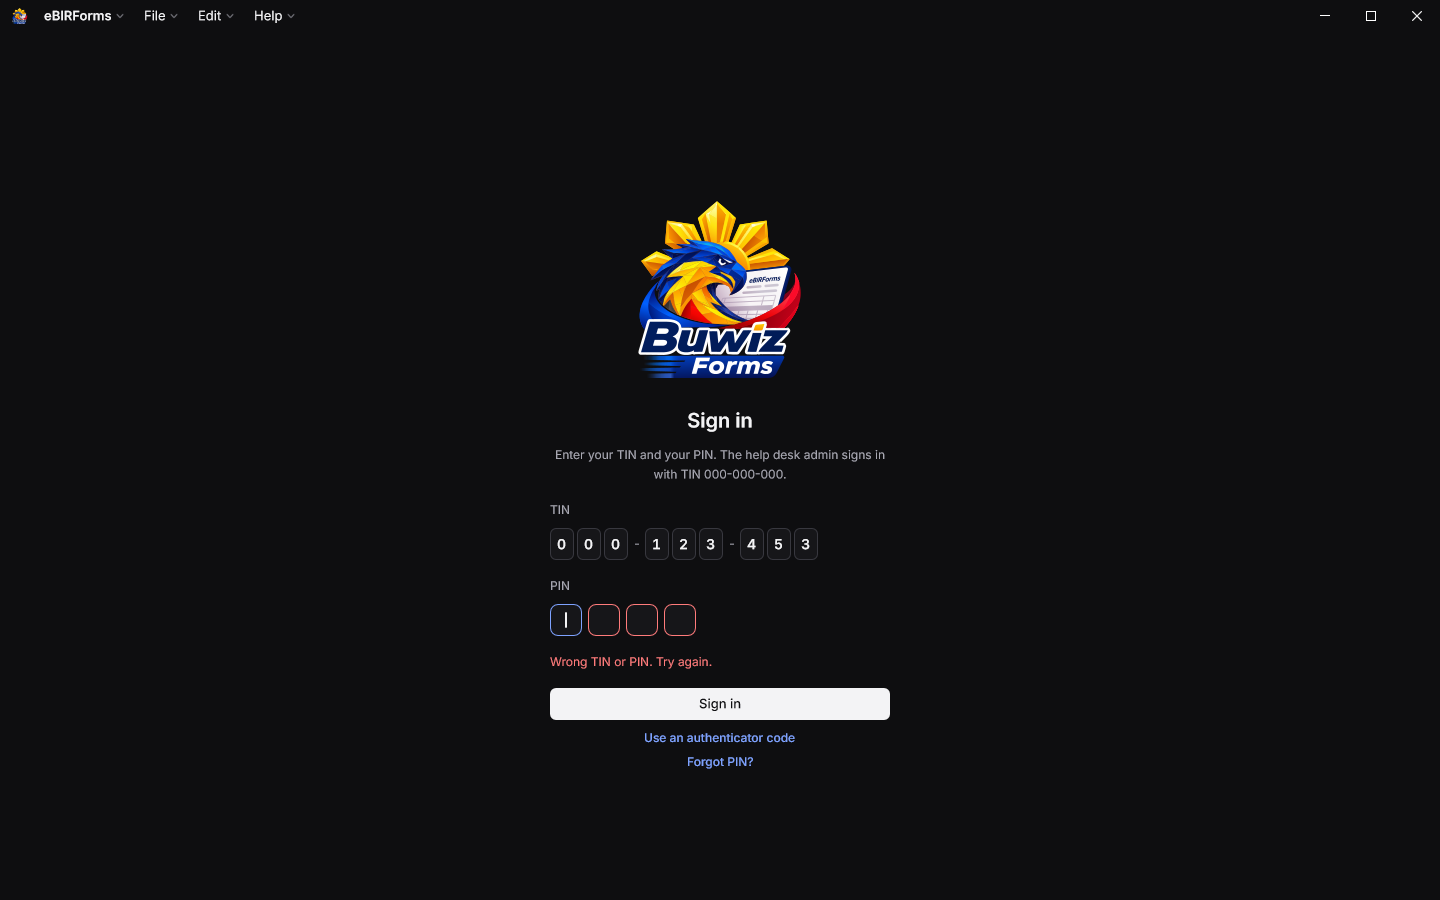 eBIRForms File Edit Help
eBIRForms
Buwiz
Forms
Sign in
Enter your TIN and your PIN. The help desk admin signs in
with TIN 000-000-000.
TIN
0 0 0 - 1 2 3 - 4 5 3
PIN
Wrong TIN or PIN. Try again.
Sign in
Use an authenticator code
Forgot PIN?